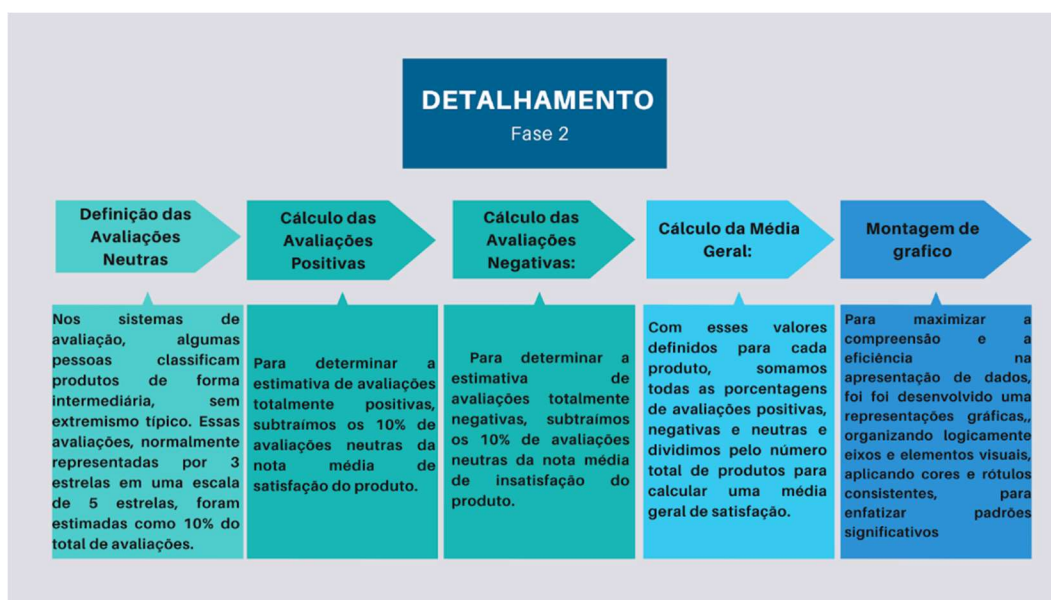 DETALHAMENTO
Fase 2
Definição das
Avaliações
Neutras
Cálculo das
Avaliações
Positivas
Cálculo das
Avaliações
Negativas:
Cálculo da Média
Geral:
Montagem de
grafico
Nos sistemas de
avaliação, algumas
pessoas classificam
produtos de forma
intermediária, sem
extremismo típico. Essas
avaliações, normalmente
representadas por 3
estrelas em uma escala
de 5 estrelas, foram
estimadas como 10% do
total de avaliações.
Para determinar a
estimativa de avaliações
totalmente positivas,
subtraímos os 10% de
avaliações neutras da
nota média de
satisfação do produto.
Para determinar a
estimativa de
avaliações totalmente
negativas, subtraímos
os 10% de avaliações
neutras da nota média
de insatisfação do
produto.
Com esses valores
definidos para cada
produto, somamos
todas as porcentagens
de avaliações positivas,
negativas e neutras e
dividimos pelo número
total de produtos para
calcular uma média
geral de satisfação.
Para maximizar a
compreensão e a
eficiência na
apresentação de dados,
foi foi desenvolvido uma
representações gráficas,,
organizando logicamente
eixos e elementos visuais,
aplicando cores e rótulos
consistentes, para
enfatizar padrões
significativos